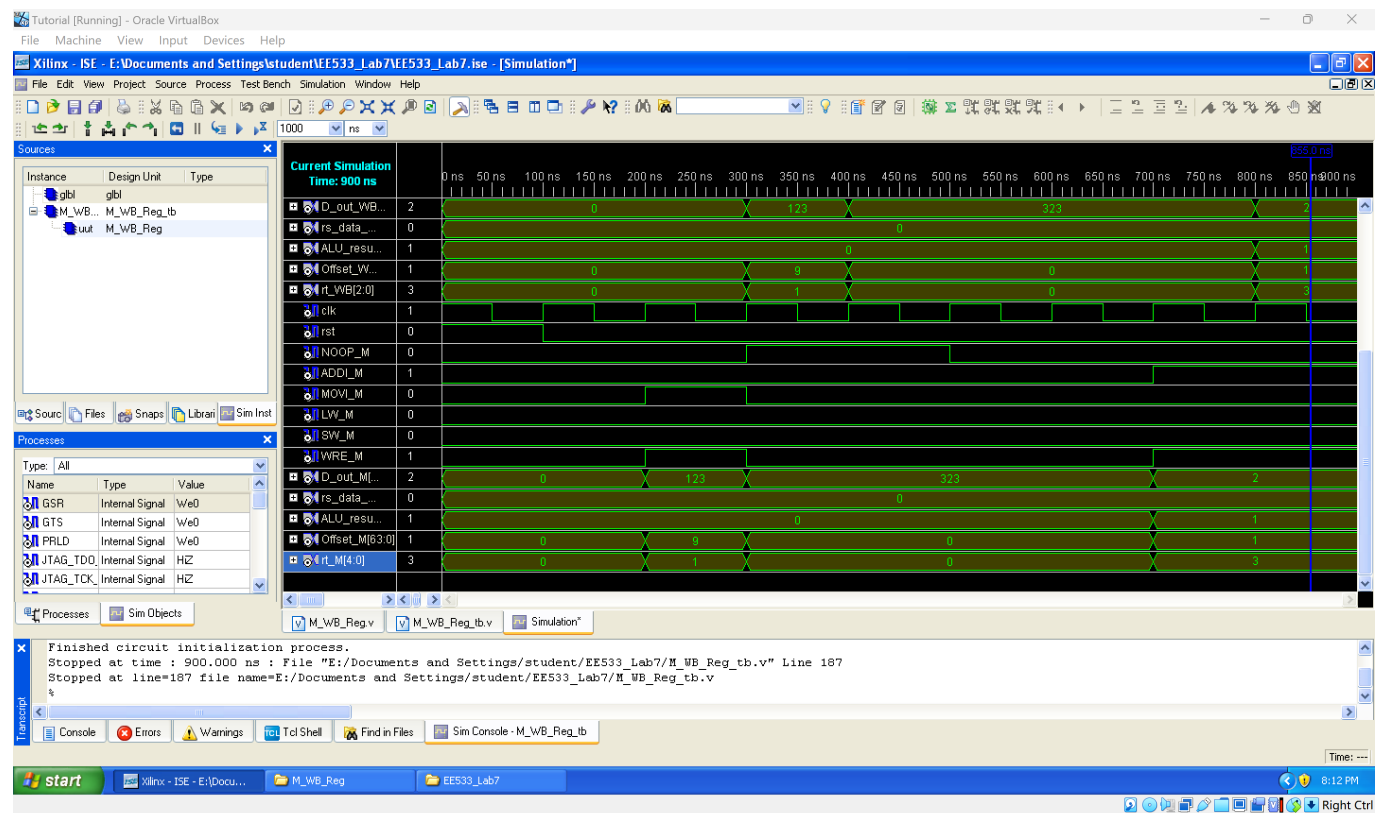 Tutorial [Running] - Oracle VirtualBox
File Machine View Input Devices Help
Xilinx - ISE - E:\Documents and Settings\student\EE533_Lab7\EE533_Lab7.ise - [Simulation*]
File Edit View Project Source Process Test Bench Simulation Window Help
1000 ns
Sources
Instance Design Unit Type
glbl glbl
M_WB... M_WB_Reg_tb
uut M_WB_Reg
Sourc Files Snaps Librari Sim Inst
Processes
Type: All
Name Type Value
GSR Internal Signal We0
GTS Internal Signal We0
PRLD Internal Signal We0
JTAG_TDO_ Internal Signal HiZ
JTAG_TCK_ Internal Signal HiZ
Processes Sim Objects
Current Simulation
Time: 900 ns
0 ns 50 ns 100 ns 150 ns 200 ns 250 ns 300 ns 350 ns 400 ns 450 ns 500 ns 550 ns 600 ns 650 ns 700 ns 750 ns 800 ns 850 ns 900 ns
D_out_WB... 2 0 123 323 2
rs_data_... 0 0
ALU_resu... 1 0 1
Offset_W... 1 0 9 0 1
rt_WB[2:0] 3 0 1 0 3
clk 1
rst 0
NOOP_M 0
ADDI_M 1
MOVI_M 0
LW_M 0
SW_M 0
WRE_M 1
D_out_M[... 2 0 123 323 2
rs_data_... 0 0
ALU_resu... 1 0 1
Offset_M[63:0] 1 0 9 0 1
rt_M[4:0] 3 0 1 0 3
M_WB_Reg.v M_WB_Reg_tb.v Simulation*
Finished circuit initialization process.
Stopped at time : 900.000 ns : File "E:/Documents and Settings/student/EE533_Lab7/M_WB_Reg_tb.v" Line 187
Stopped at line=187 file name=E:/Documents and Settings/student/EE533_Lab7/M_WB_Reg_tb.v
%
Transcript
Console Errors Warnings Tcl Shell Find in Files Sim Console - M_WB_Reg_tb
Time: ---
start Xilinx - ISE - E:\Docu... M_WB_Reg EE533_Lab7 8:12 PM
Right Ctrl